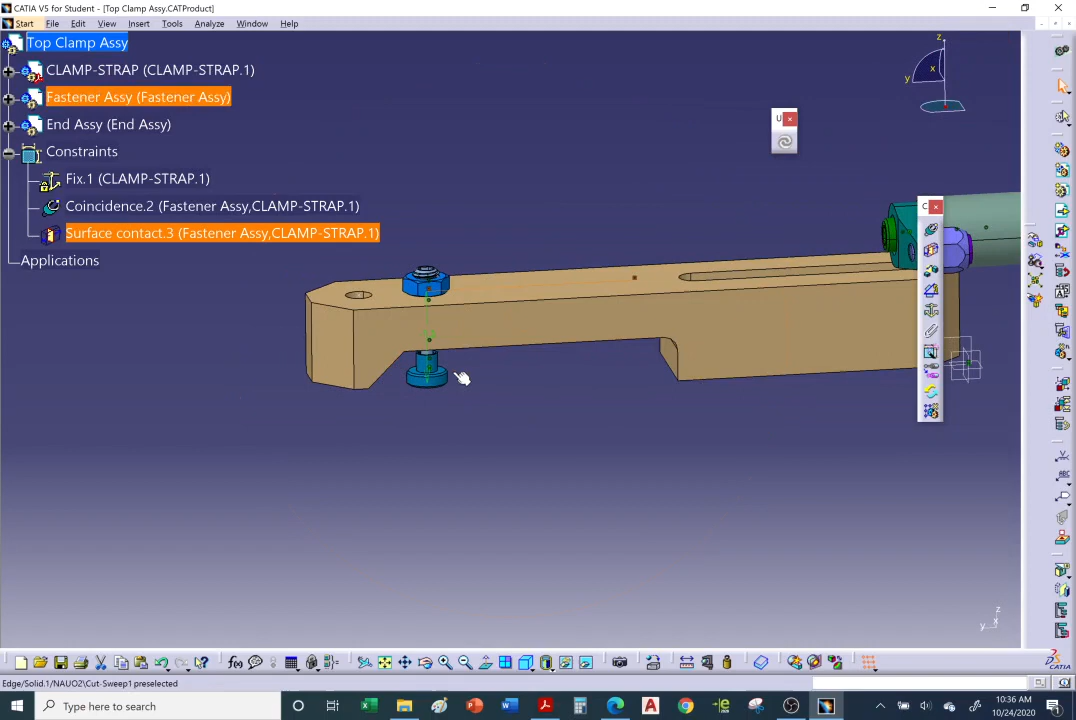 CATIA V5 for Student - [Top Clamp Assy.CATProduct]
Start File Edit View Insert Tools Analyze Window Help
Top Clamp Assy
CLAMP-STRAP (CLAMP-STRAP.1)
Fastener Assy (Fastener Assy)
End Assy (End Assy)
Constraints
Fix.1 (CLAMP-STRAP.1)
Coincidence.2 (Fastener Assy,CLAMP-STRAP.1)
Surface contact.3 (Fastener Assy,CLAMP-STRAP.1)
Applications
z
x
y
U
C
z
y x
Edge/Solid.1/NAUO2/Cut-Sweep1 preselected
CATIA
Type here to search
10:36 AM
10/24/2020